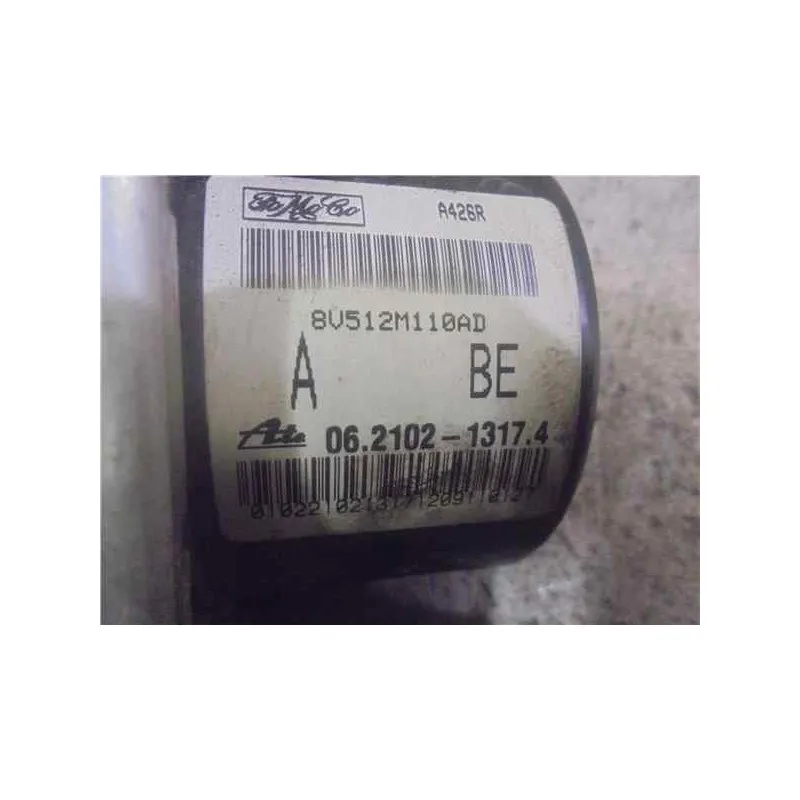 FoMoCo A426R
8V512M110AD
A BE
Ate 06.2102-1317.4